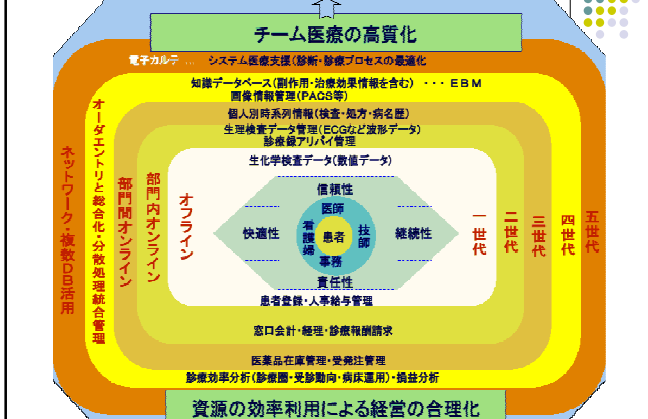 チーム医療の高質化
電子カルテ … システム医療支援(診断・診療プロセスの最適化
知識データベース(副作用・治療効果情報を含む) ・・・EBM
画像情報管理(PACS等)
個人別時系列情報(検査・処方・病名歴)
生理検査データ管理(ECGなど波形データ)
診療録アリバイ管理
生化学検査データ(数値データ)
ネットワーク・複数DB活用
オーダエントリと総合化・分散処理統合管理
部門間オンライン
部門内オンライン
オフライン
信頼性
医師
快適性
看護婦
患者
技師
継続性
事務
責任性
一世代
二世代
三世代
四世代
五世代
患者登録・人事給与管理
窓口会計・経理・診療報酬請求
医薬品在庫管理・受発注管理
診療効率分析(診療圏・受診動向・病床運用)・損益分析
資源の効率利用による経営の合理化